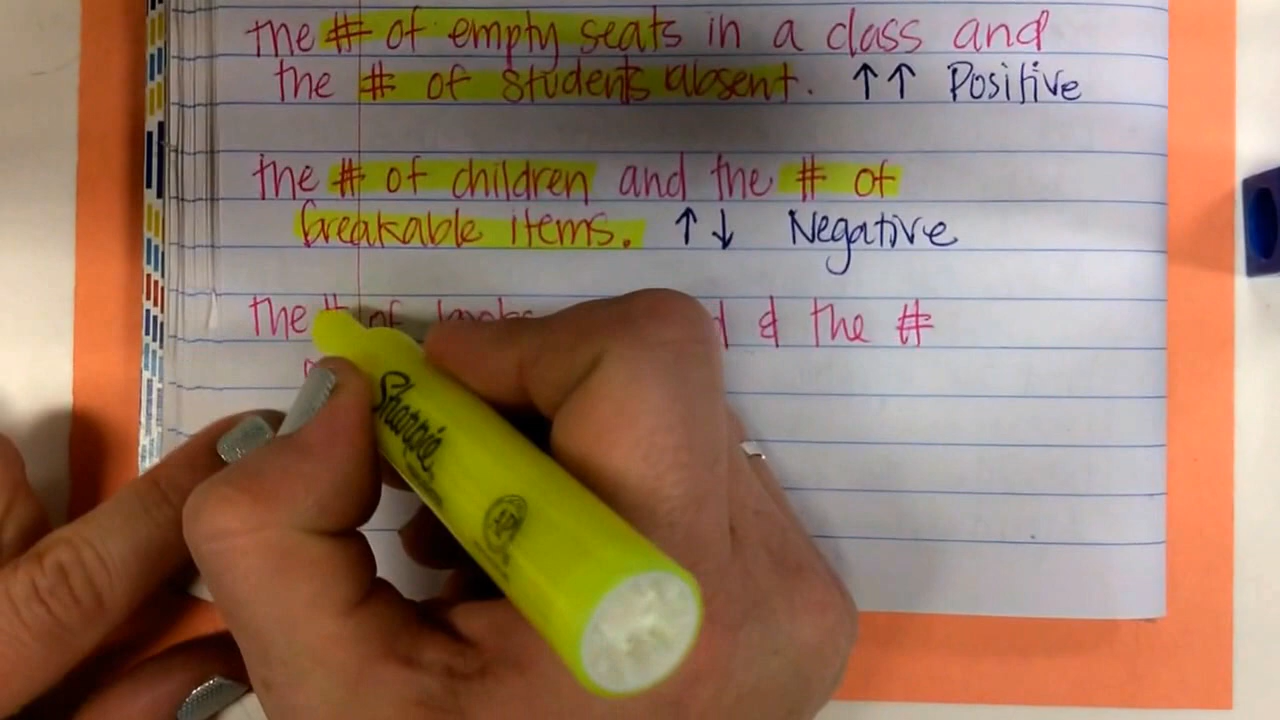 the # of empty seats in a class and
the # of students absent. ↑↑ Positive
the # of children and the # of
breakable items. ↑↓ Negative
the # of & the #
Sharpie